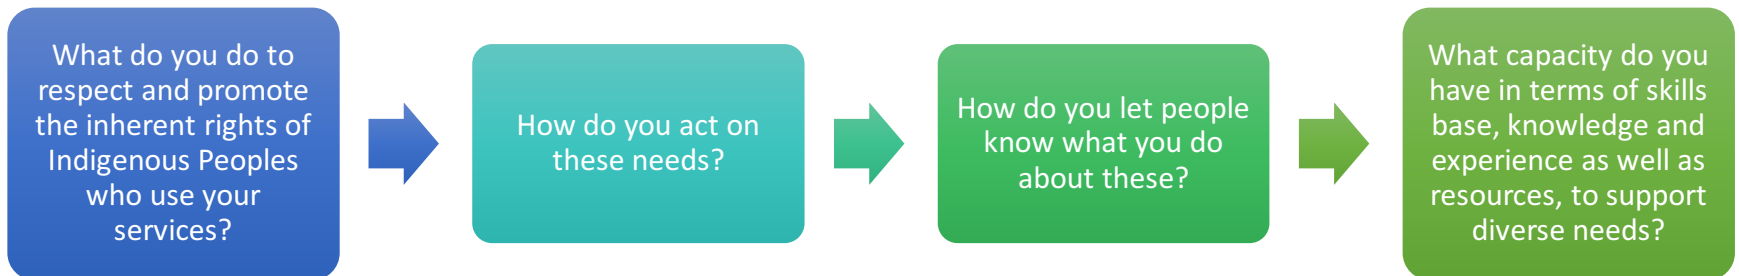 What do you do to
respect and promote
the inherent rights of
Indigenous Peoples
who use your
services?
How do you act on
these needs?
How do you let people
know what you do
about these?
What capacity do you
have in terms of skills
base, knowledge and
experience as well as
resources, to support
diverse needs?